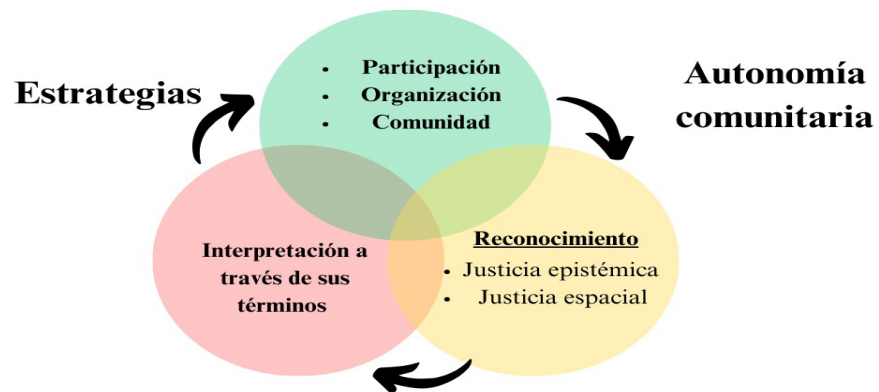 Estrategias
• Participación
• Organización
• Comunidad
Autonomía
comunitaria
Interpretación a
través de sus
términos
Reconocimiento
• Justicia epistémica
• Justicia espacial